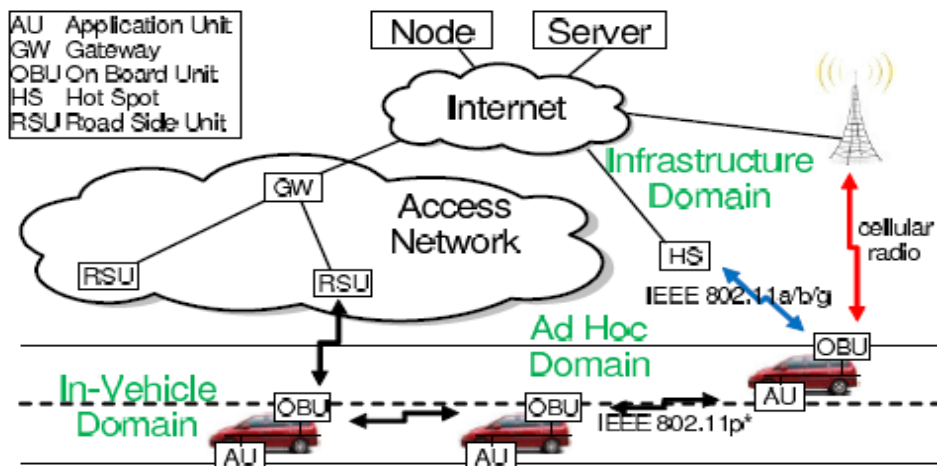 AU Application Unit
GW Gateway
OBU On Board Unit
HS Hot Spot
RSU Road Side Unit
Node
Server
Internet
Infrastructure
Domain
GW
Access
Network
RSU
RSU
HS
cellular
radio
IEEE 802.11a/b/g
Ad Hoc
Domain
OBU
AU
In-Vehicle
Domain
OBU
OBU
IEEE 802.11p*
AU
AU